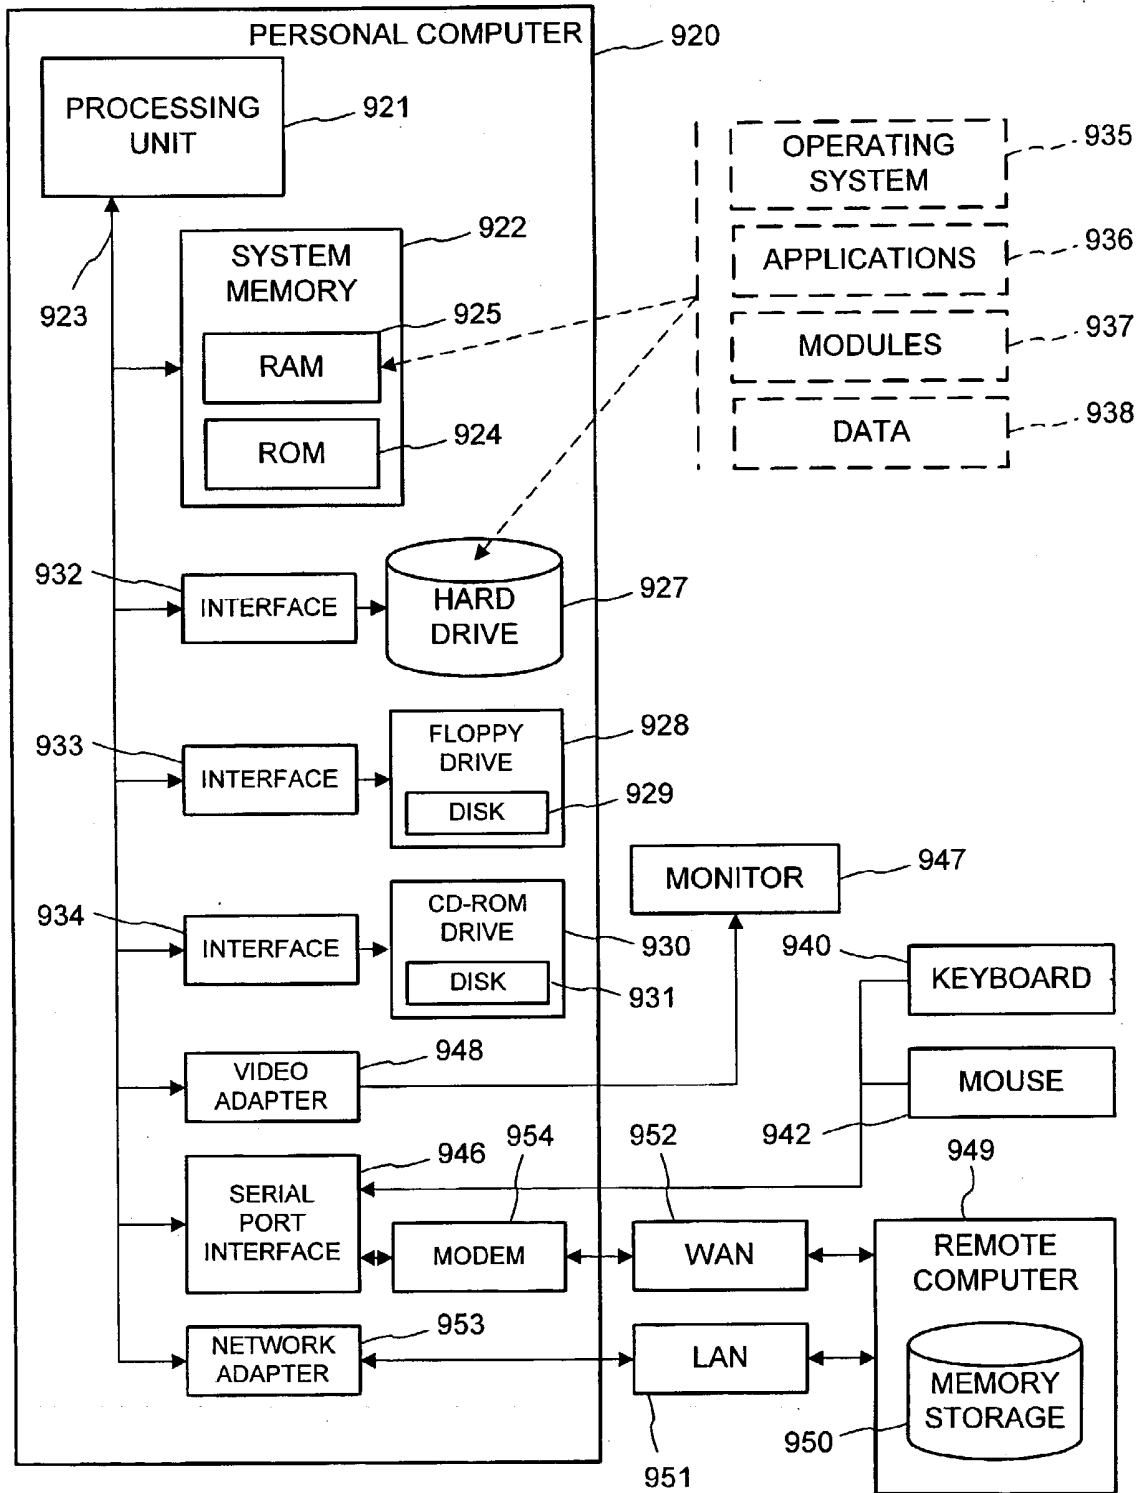 PERSONAL COMPUTER
920
PROCESSING
UNIT
921
923
SYSTEM
MEMORY
922
RAM
925
ROM
924
OPERATING
SYSTEM
935
APPLICATIONS
936
MODULES
937
DATA
938
932
INTERFACE
HARD
DRIVE
927
933
INTERFACE
FLOPPY
DRIVE
928
DISK
929
934
INTERFACE
CD-ROM
DRIVE
930
DISK
931
MONITOR
947
940
KEYBOARD
MOUSE
942
VIDEO
ADAPTER
948
946
SERIAL
PORT
INTERFACE
954
MODEM
952
WAN
949
REMOTE
COMPUTER
MEMORY
STORAGE
950
NETWORK
ADAPTER
953
LAN
951